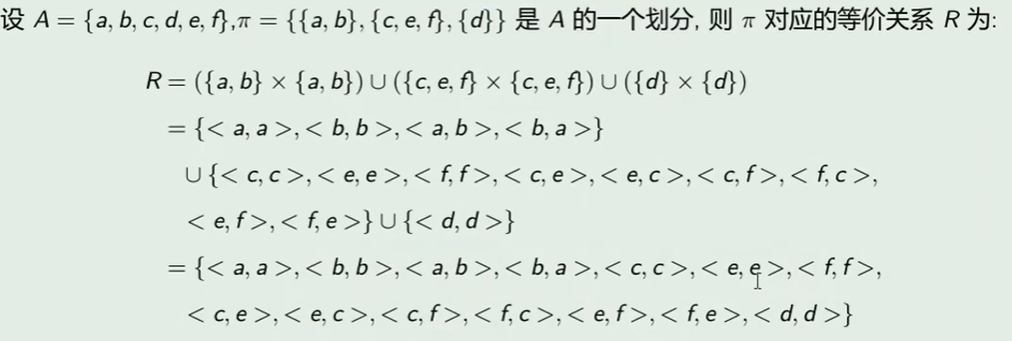 设 A = {a, b, c, d, e, f},π = {{a, b}, {c, e, f}, {d}} 是 A 的一个划分, 则 π 对应的等价关系 R 为:
R = ({a, b} × {a, b}) ∪ ({c, e, f} × {c, e, f}) ∪ ({d} × {d})
= {< a, a >, < b, b >, < a, b >, < b, a >}
∪ {< c, c >, < e, e >, < f, f >, < c, e >, < e, c >, < c, f >, < f, c >,
< e, f >, < f, e >} ∪ {< d, d >}
= {< a, a >, < b, b >, < a, b >, < b, a >, < c, c >, < e, e >, < f, f >,
< c, e >, < e, c >, < c, f >, < f, c >, < e, f >, < f, e >, < d, d >}